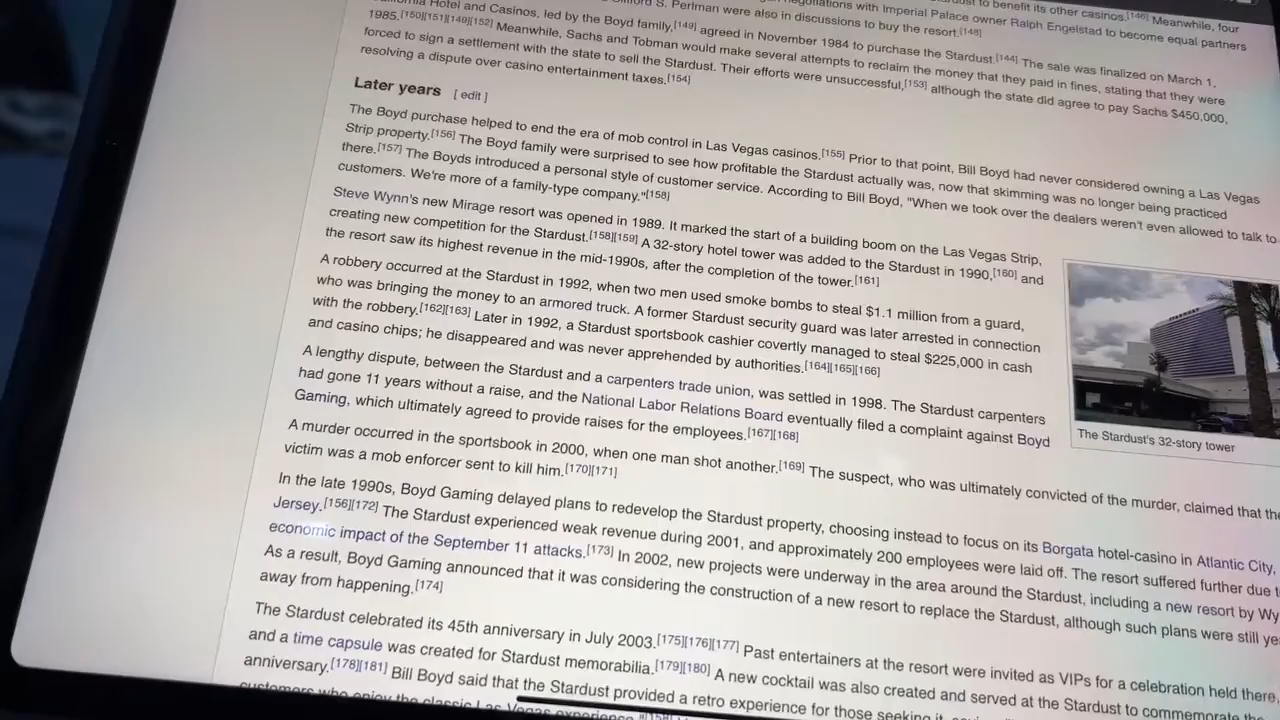 S. Perlman were also in discussions to buy the resort.[148]
to benefit its other casinos.[146] Meanwhile, four
with Imperial Palace owner Ralph Engelstad to become equal partners
Hotel and Casinos, led by the Boyd family,[149] agreed in November 1984 to purchase the Stardust.[144] The sale was finalized on March 1,
1985.[150][151][149][152] Meanwhile, Sachs and Tobman would make several attempts to reclaim the money that they paid in fines, stating that they were
forced to sign a settlement with the state to sell the Stardust. Their efforts were unsuccessful,[153] although the state did agree to pay Sachs $450,000,
resolving a dispute over casino entertainment taxes.[154]
Later years [ edit ]
The Boyd purchase helped to end the era of mob control in Las Vegas casinos.[155] Prior to that point, Bill Boyd had never considered owning a Las Vegas
Strip property.[156] The Boyd family were surprised to see how profitable the Stardust actually was, now that skimming was no longer being practiced
there.[157] The Boyds introduced a personal style of customer service. According to Bill Boyd, "When we took over the dealers weren't even allowed to talk to
customers. We're more of a family-type company."[158]
Steve Wynn's new Mirage resort was opened in 1989. It marked the start of a building boom on the Las Vegas Strip,
creating new competition for the Stardust.[158][159] A 32-story hotel tower was added to the Stardust in 1990,[160] and
the resort saw its highest revenue in the mid-1990s, after the completion of the tower.[161]
A robbery occurred at the Stardust in 1992, when two men used smoke bombs to steal $1.1 million from a guard,
who was bringing the money to an armored truck. A former Stardust security guard was later arrested in connection
with the robbery.[162][163] Later in 1992, a Stardust sportsbook cashier covertly managed to steal $225,000 in cash
and casino chips; he disappeared and was never apprehended by authorities.[164][165][166]
A lengthy dispute, between the Stardust and a carpenters trade union, was settled in 1998. The Stardust carpenters
had gone 11 years without a raise, and the National Labor Relations Board eventually filed a complaint against Boyd
Gaming, which ultimately agreed to provide raises for the employees.[167][168]
The Stardust's 32-story tower
A murder occurred in the sportsbook in 2000, when one man shot another.[169] The suspect, who was ultimately convicted of the murder, claimed that the
victim was a mob enforcer sent to kill him.[170][171]
In the late 1990s, Boyd Gaming delayed plans to redevelop the Stardust property, choosing instead to focus on its Borgata hotel-casino in Atlantic City,
Jersey.[156][172] The Stardust experienced weak revenue during 2001, and approximately 200 employees were laid off. The resort suffered further due t
economic impact of the September 11 attacks.[173] In 2002, new projects were underway in the area around the Stardust, including a new resort by Wy
As a result, Boyd Gaming announced that it was considering the construction of a new resort to replace the Stardust, although such plans were still ye
away from happening.[174]
The Stardust celebrated its 45th anniversary in July 2003.[175][176][177] Past entertainers at the resort were invited as VIPs for a celebration held there,
and a time capsule was created for Stardust memorabilia.[179][180] A new cocktail was also created and served at the Stardust to commemorate the
anniversary.[178][181] Bill Boyd said that the Stardust provided a retro experience for those seeking it,
customers who enjoy the classic Las Vegas experience